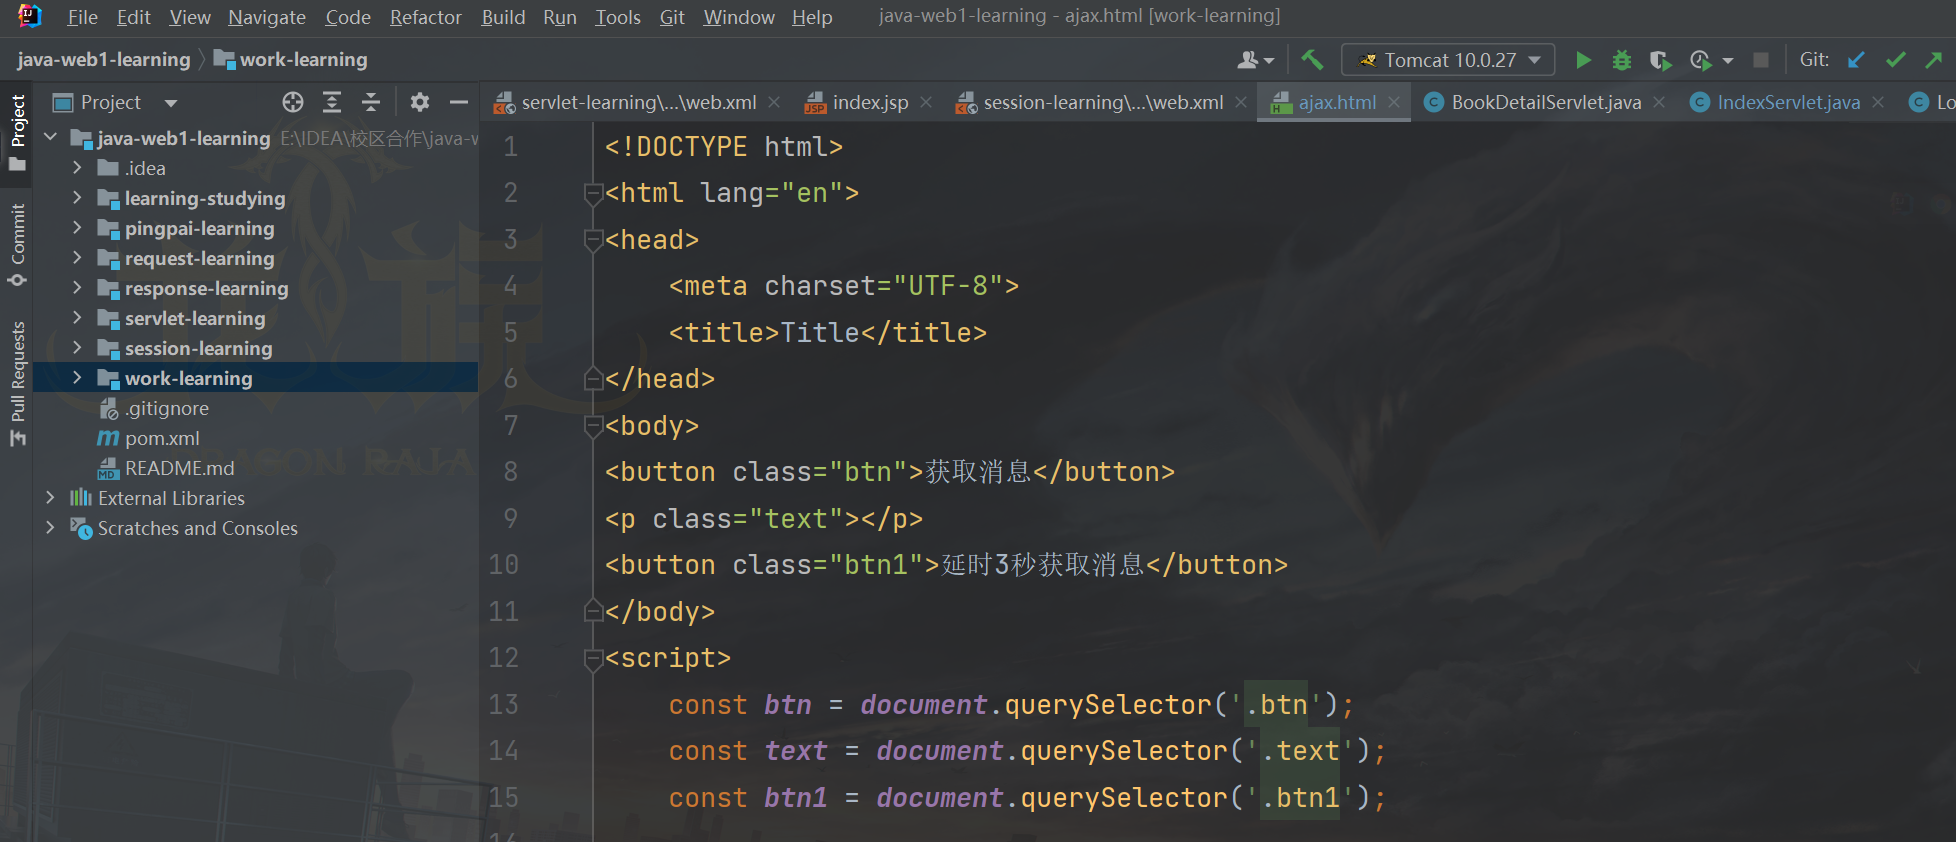 File Edit View Navigate Code Refactor Build Run Tools Git Window Help java-web1-learning - ajax.html [work-learning]
java-web1-learning work-learning Tomcat 10.0.27 Git:
Project servlet-learning\...\web.xml index.jsp session-learning\...\web.xml ajax.html BookDetailServlet.java IndexServlet.java Lo
Project
Commit
Pull Requests
java-web1-learning E:\IDEA\校区合作\java-w
.idea
learning-studying
pingpai-learning
request-learning
response-learning
servlet-learning
session-learning
work-learning
.gitignore
pom.xml
README.md
External Libraries
Scratches and Consoles
1 <!DOCTYPE html>
2 <html lang="en">
3 <head>
4     <meta charset="UTF-8">
5     <title>Title</title>
6 </head>
7 <body>
8 <button class="btn">获取消息</button>
9 <p class="text"></p>
10 <button class="btn1">延时3秒获取消息</button>
11 </body>
12 <script>
13     const btn = document.querySelector('.btn');
14     const text = document.querySelector('.text');
15     const btn1 = document.querySelector('.btn1');